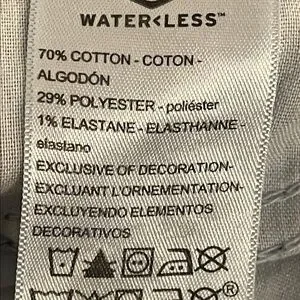 WATER<LESS™
70% COTTON - COTON -
ALGODÓN
29% POLYESTER - poliéster
1% ELASTANE - ELASTHANNE -
elastano
EXCLUSIVE OF DECORATION-
EXCLUANT L'ORNEMENTATION-
EXCLUYENDO ELEMENTOS
DECORATIVOS
®